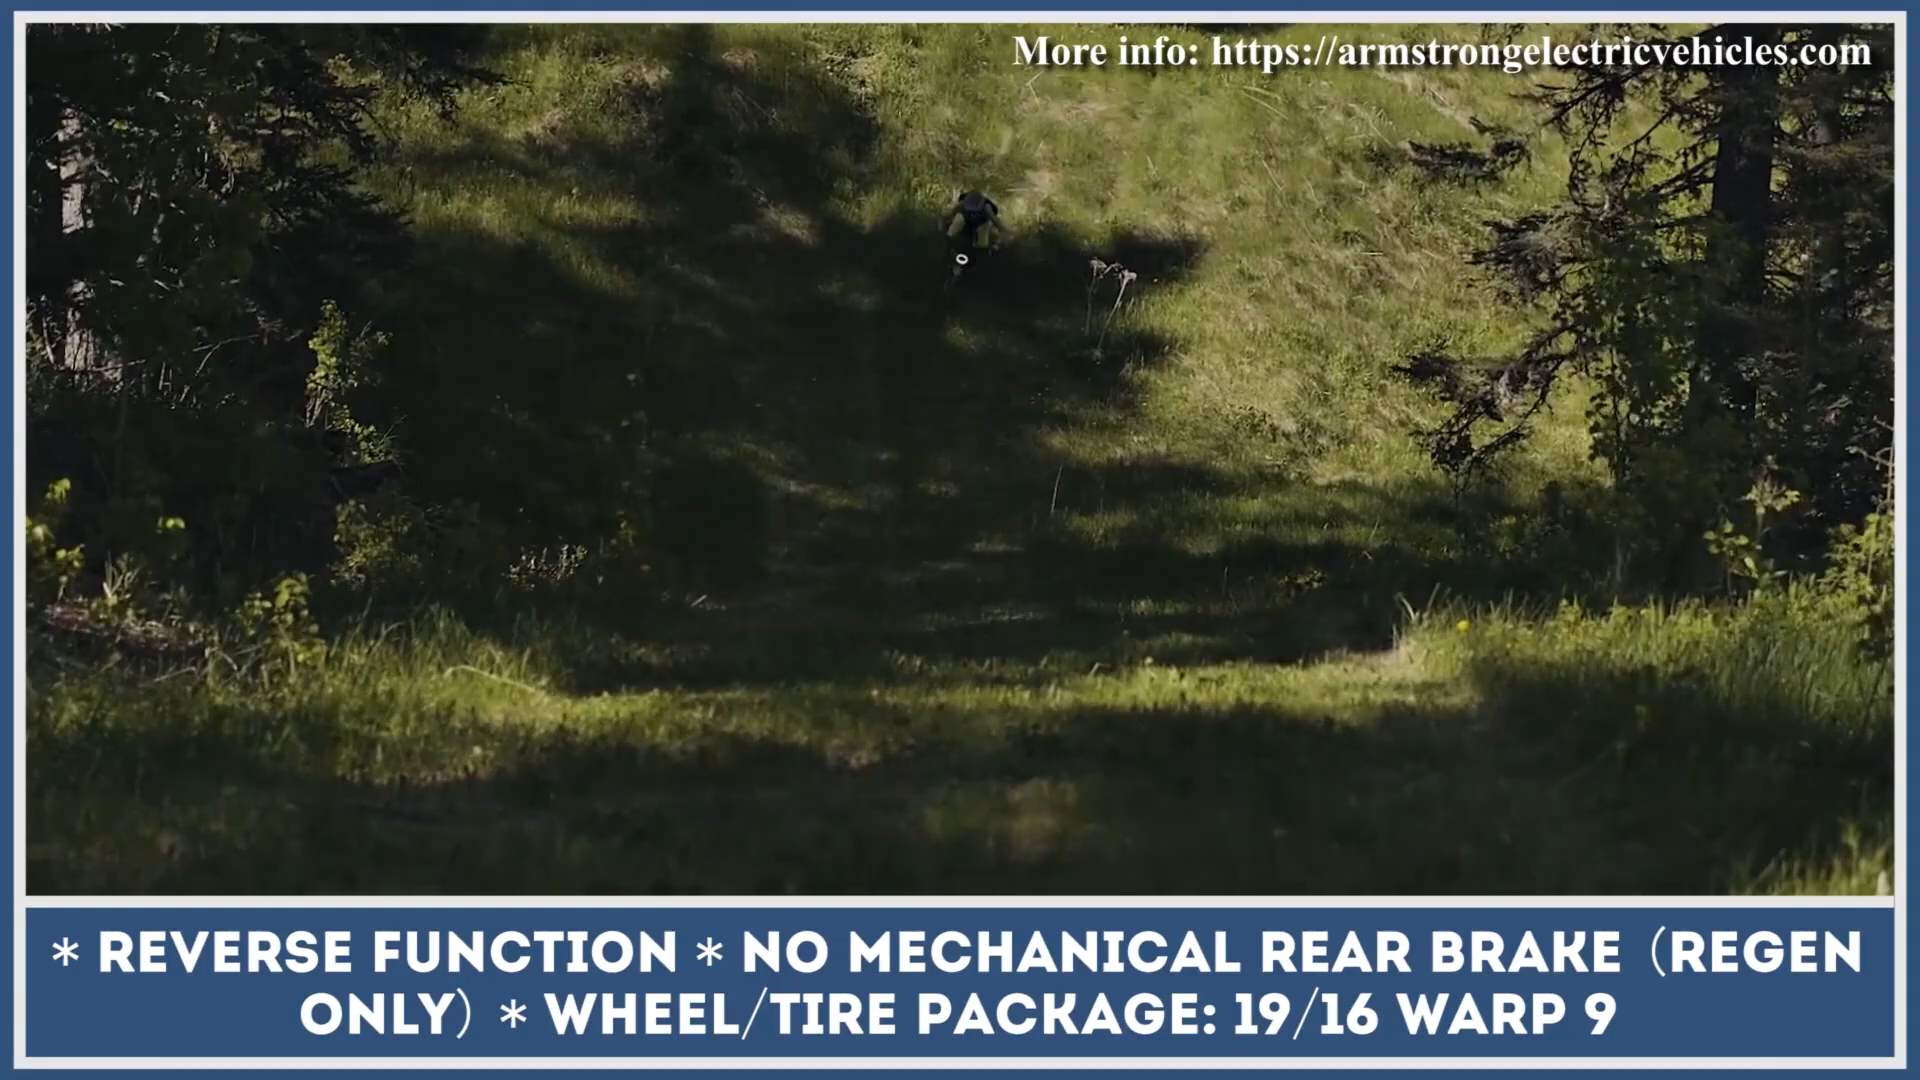 More info: https://armstrongelectricvehicles.com
* REVERSE FUNCTION * NO MECHANICAL REAR BRAKE (REGEN
ONLY) * WHEEL/TIRE PACKAGE: 19/16 WARP 9